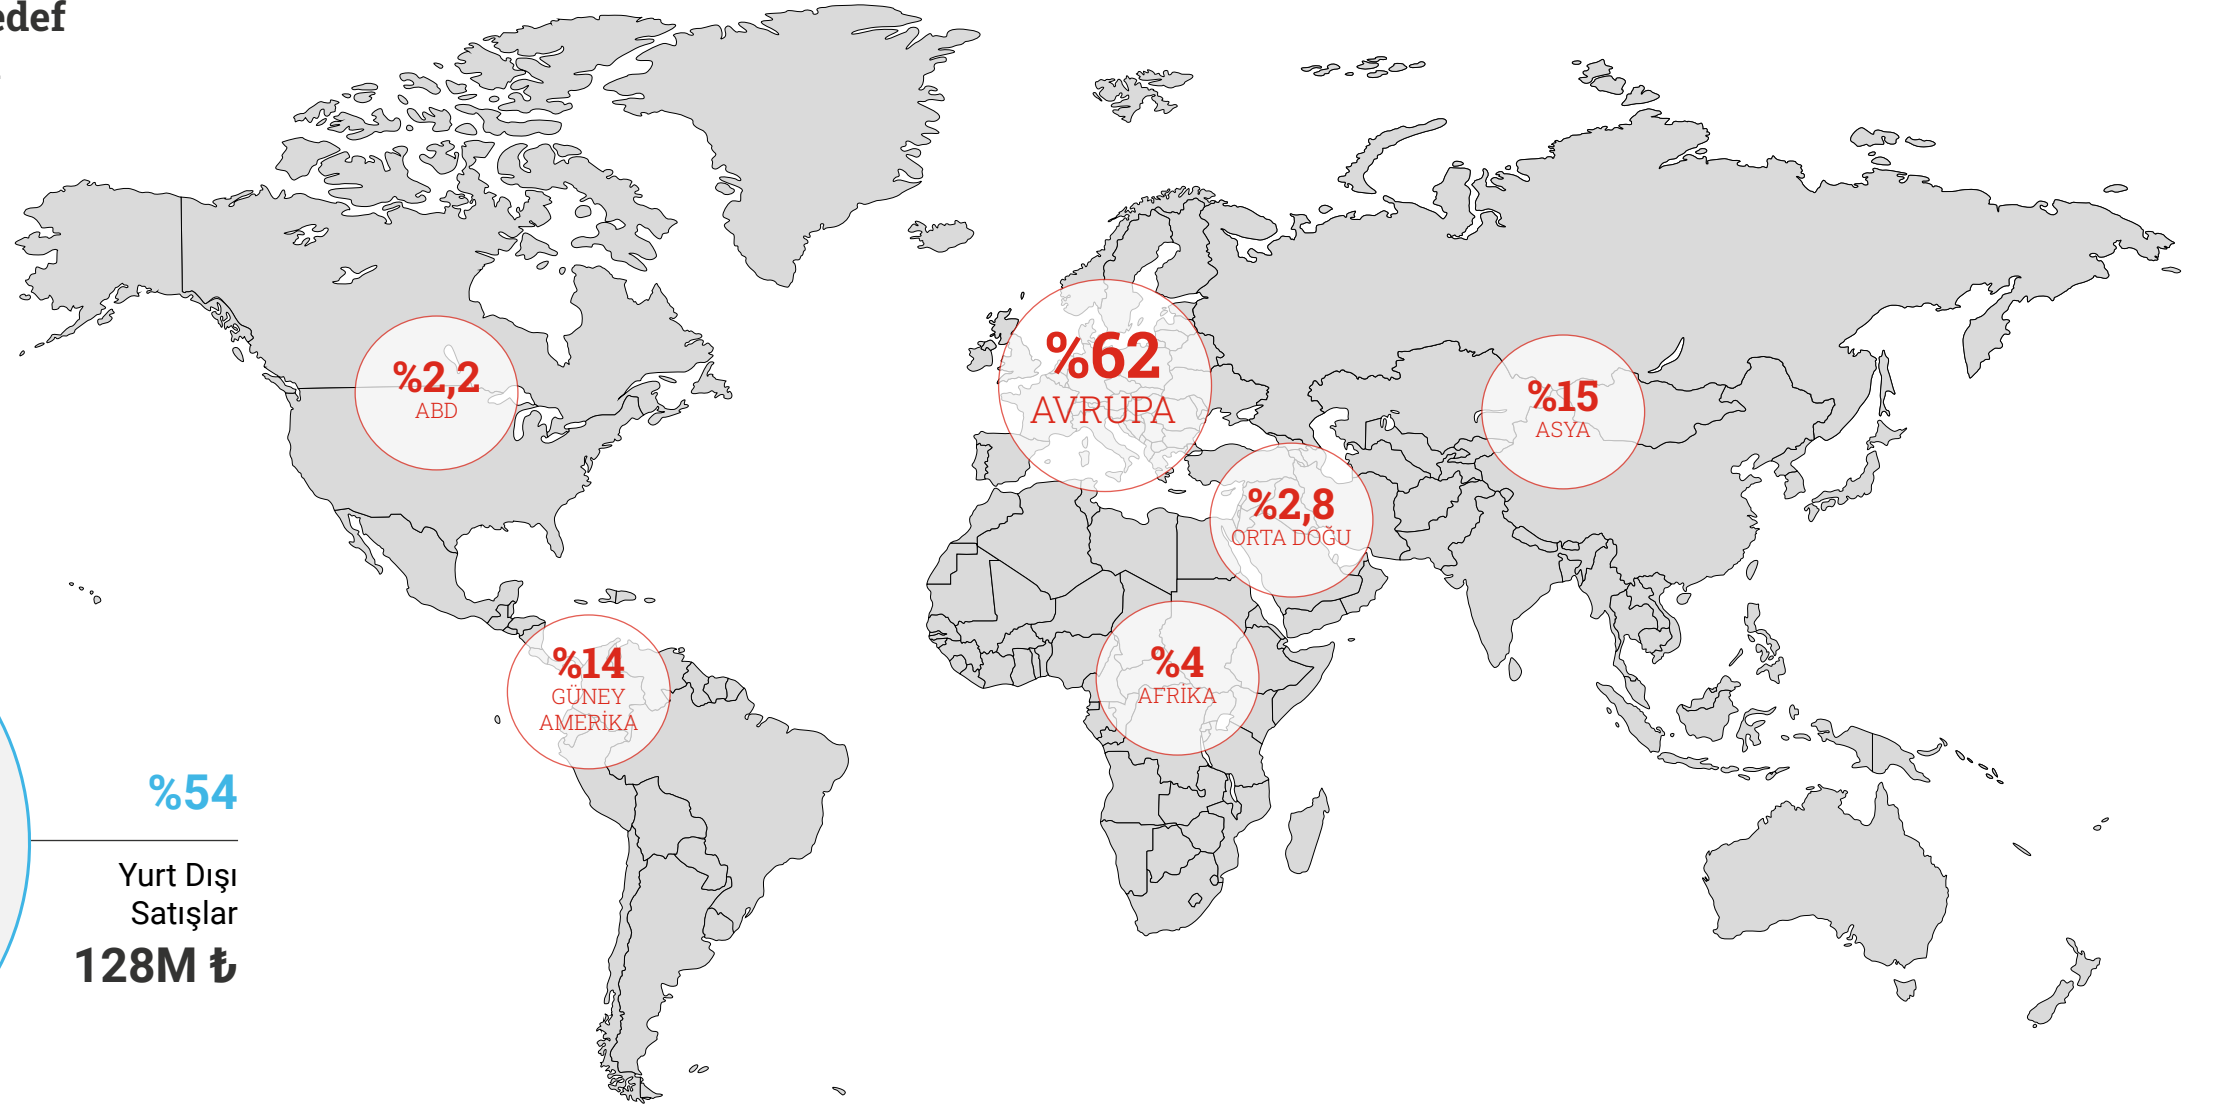 %2,2
ABD
%62
AVRUPA
%15
ASYA
%2,8
ORTA DOĞU
%14
GÜNEY
AMERİKA
%4
AFRİKA
%54
Yurt Dışı
Satışlar
128M ₺